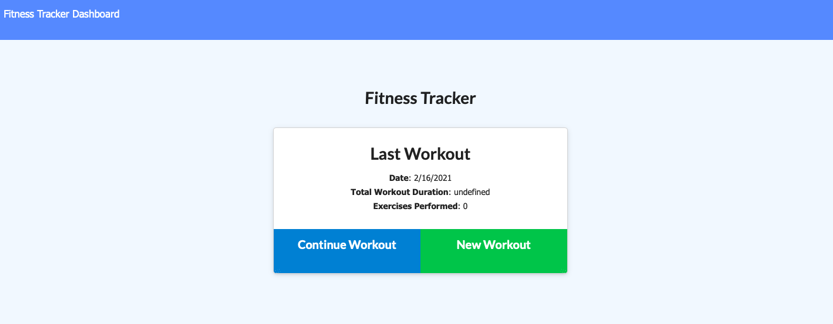 Fitness Tracker Dashboard
Fitness Tracker
Last Workout
Date: 2/16/2021
Total Workout Duration: undefined
Exercises Performed: 0
Continue Workout
New Workout